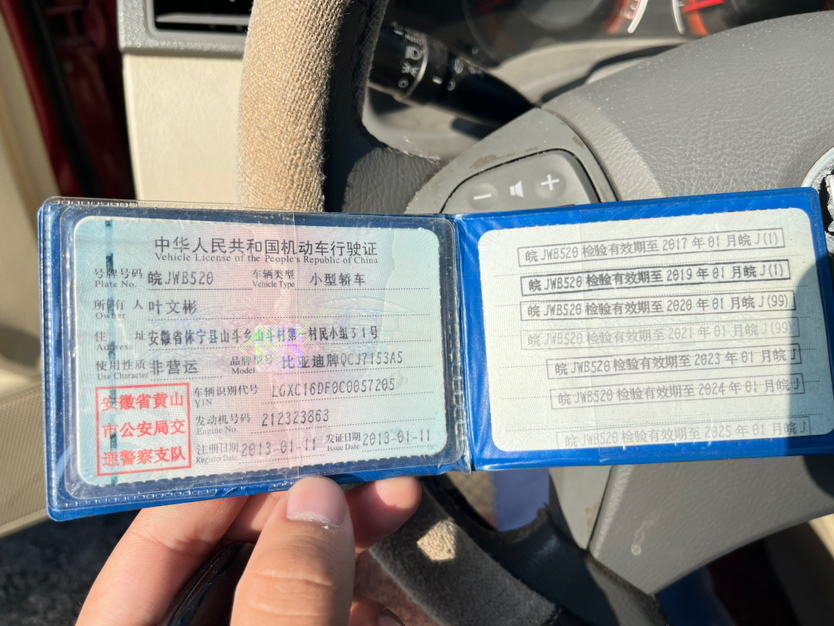 中华人民共和国机动车行驶证
Vehicle License of the People's Republic of China
号牌号码 皖JWB520 车辆类型 小型轿车
Plate No. Vehicle Type
所有人 叶文彬
Owner
住址 安徽省休宁县山斗乡山斗村第一村民小组31号
Address
使用性质 非营运 品牌型号 比亚迪牌QCJ7153A5
Use Character Model
安徽省黄山
市公安局交
通警察支队
车辆识别代号 LGXC16DF0C0057205
VIN
发动机号码 212323863
Engine No.
注册日期 2013-01-11 发证日期 2013-01-11
Register Date Issue Date
皖JWB520 检验有效期至 2017年01月皖J(1)
皖JWB520 检验有效期至 2019年01月皖J(1)
皖JWB520 检验有效期至 2020年01月皖J(99)
皖JWB520 检验有效期至 2021年01月皖J(99)
皖JWB520 检验有效期至 2023年01月皖J
皖JWB520 检验有效期至 2024年01月皖J
皖JWB520 检验有效期至 2025年01月皖J